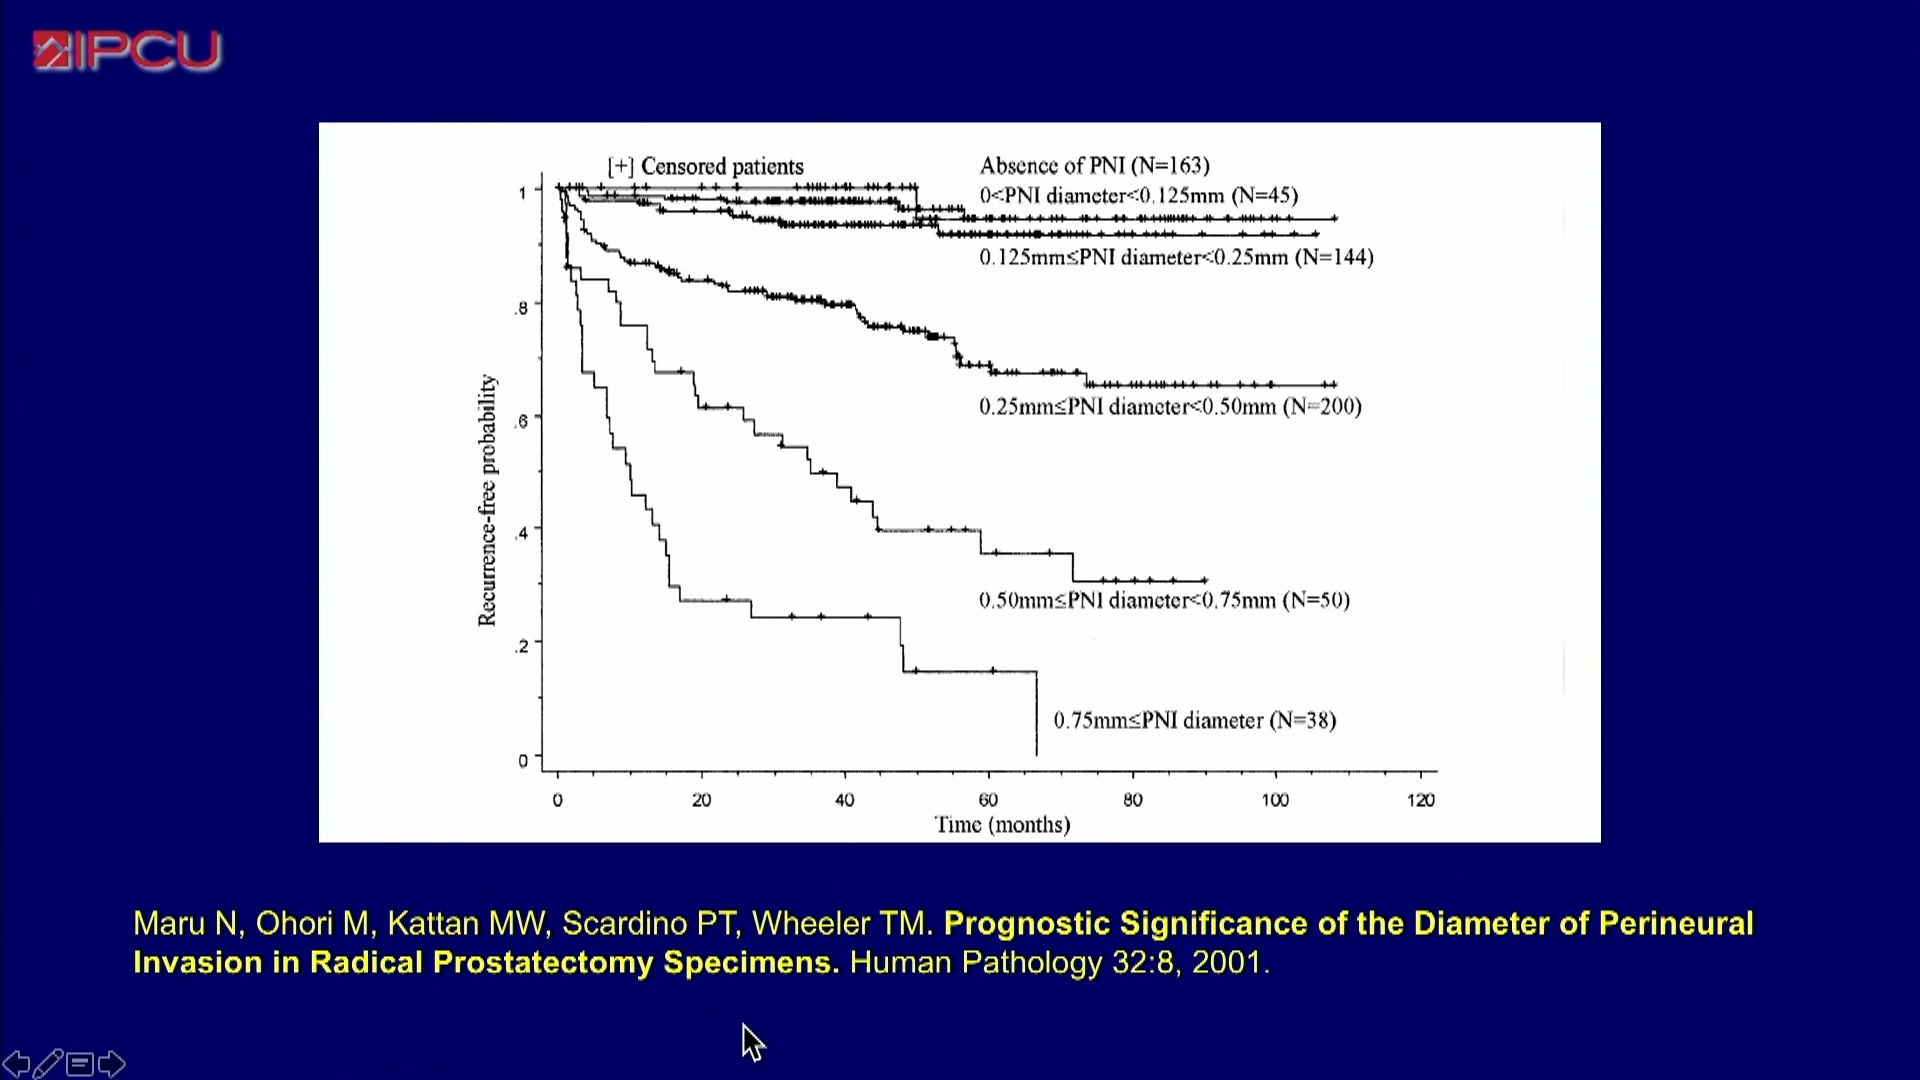 IPCU
[+] Censored patients
Absence of PNI (N=163)
0<PNI diameter<0.125mm (N=45)
0.125mm≤PNI diameter<0.25mm (N=144)
0.25mm≤PNI diameter<0.50mm (N=200)
0.50mm≤PNI diameter<0.75mm (N=50)
0.75mm≤PNI diameter (N=38)
Recurrence-free probability
1
.8
.6
.4
.2
0
0 20 40 60 80 100 120
Time (months)
Maru N, Ohori M, Kattan MW, Scardino PT, Wheeler TM. Prognostic Significance of the Diameter of Perineural
Invasion in Radical Prostatectomy Specimens. Human Pathology 32:8, 2001.